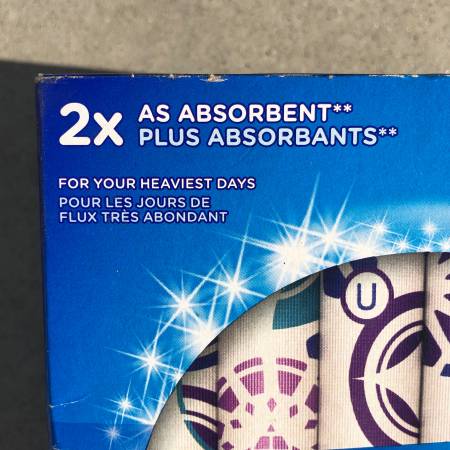 2x AS ABSORBENT**
PLUS ABSORBANTS**
FOR YOUR HEAVIEST DAYS
POUR LES JOURS DE
FLUX TRÈS ABONDANT
U